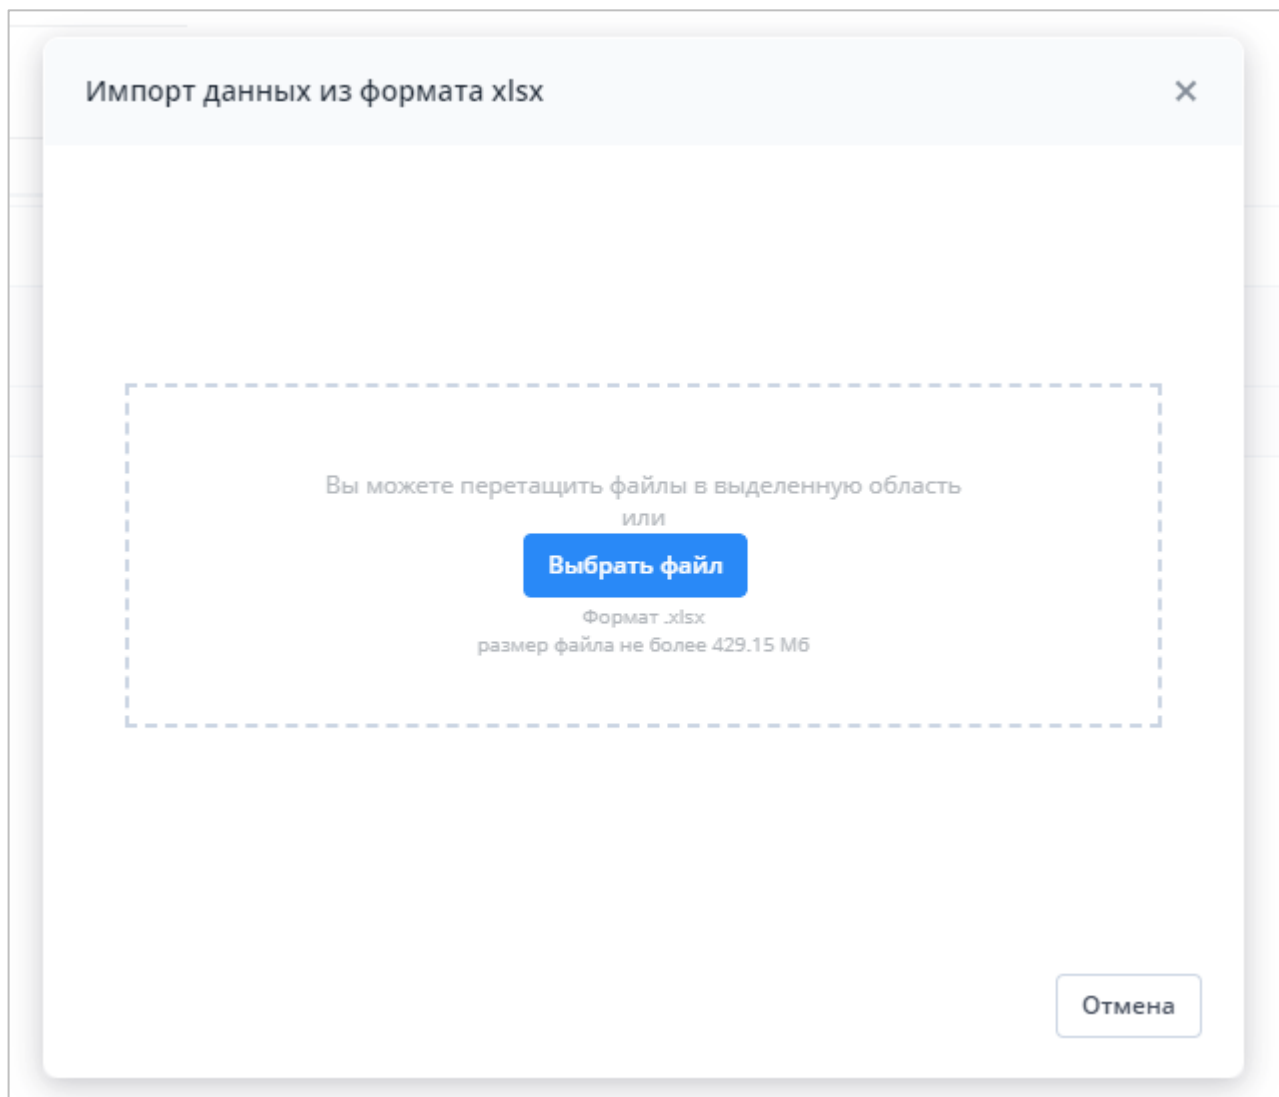 Импорт данных из формата xlsx
Вы можете перетащить файлы в выделенную область
или
Выбрать файл
Формат .xlsx
размер файла не более 429.15 Мб
Отмена